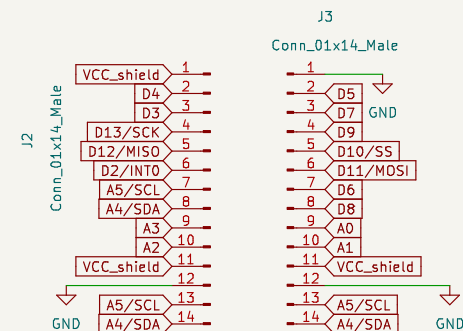 J3
Conn_01x14_Male
J2
Conn_01x14_Male
VCC_shield 1
D4 2
D3 3
D13/SCK 4
D12/MISO 5
D2/INT0 6
A5/SCL 7
A4/SDA 8
A3 9
A2 10
VCC_shield 11
12
GND
A5/SCL 13
A4/SDA 14
1
GND
2 D5
3 D7
4 D9
5 D10/SS
6 D11/MOSI
7 D6
8 D8
9 A0
10 A1
11 VCC_shield
12
GND
13 A5/SCL
14 A4/SDA